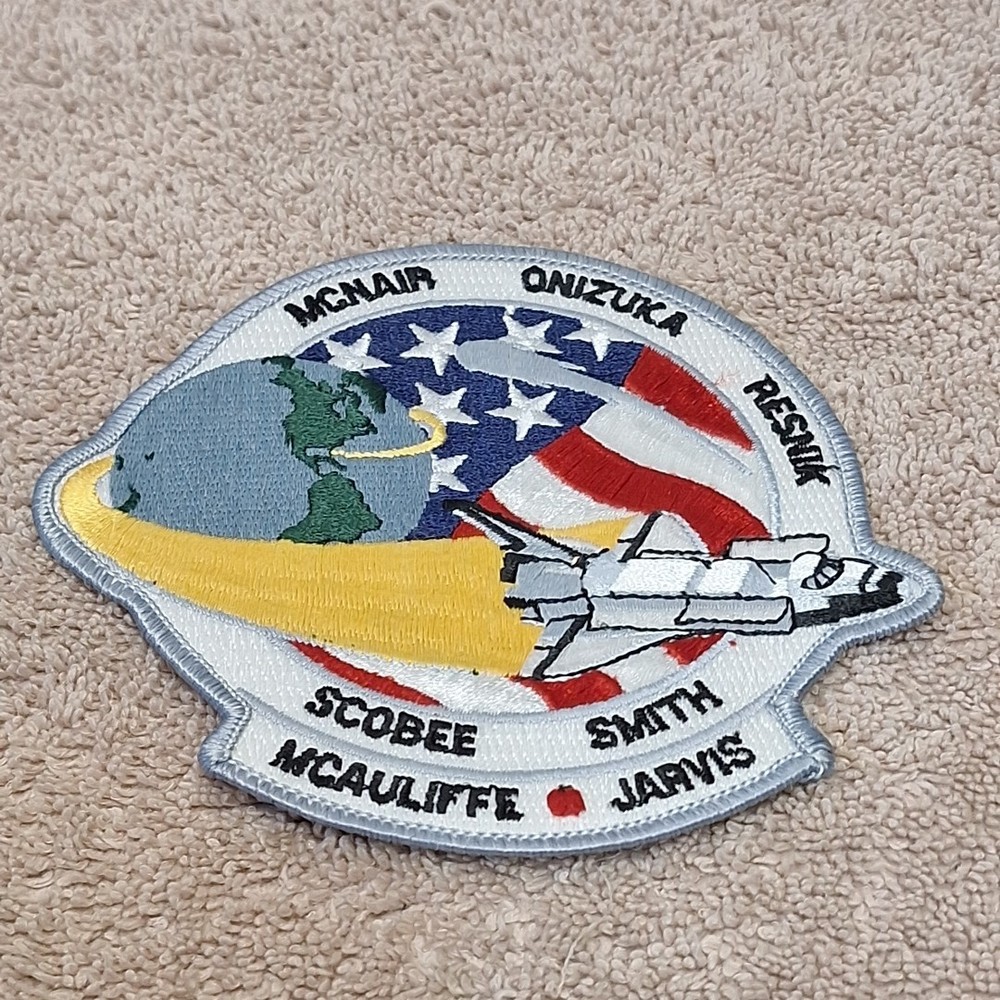 MCNAIR ONIZUKA RESNIK
SCOBEE SMITH
MCAULIFFE JARVIS